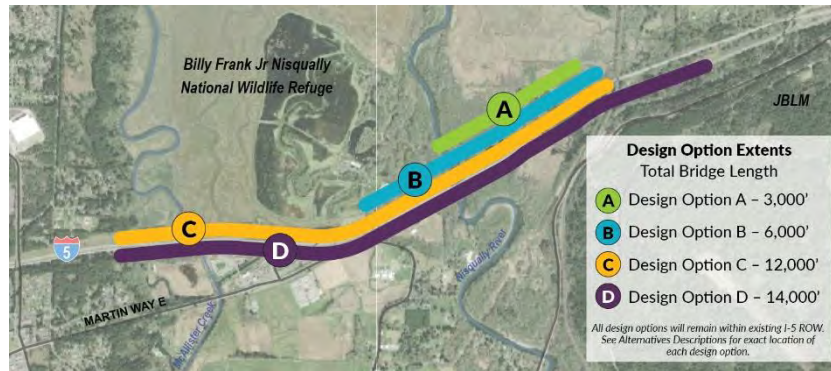 Billy Frank Jr Nisqually
National Wildlife Refuge
A
JBLM
B
C
D
5
MARTIN WAY E
McAllister Creek
Nisqually River
Design Option Extents
Total Bridge Length
A Design Option A – 3,000'
B Design Option B – 6,000'
C Design Option C – 12,000'
D Design Option D – 14,000'
All design options will remain within existing I-5 ROW.
See Alternatives Descriptions for exact location of
each design option.